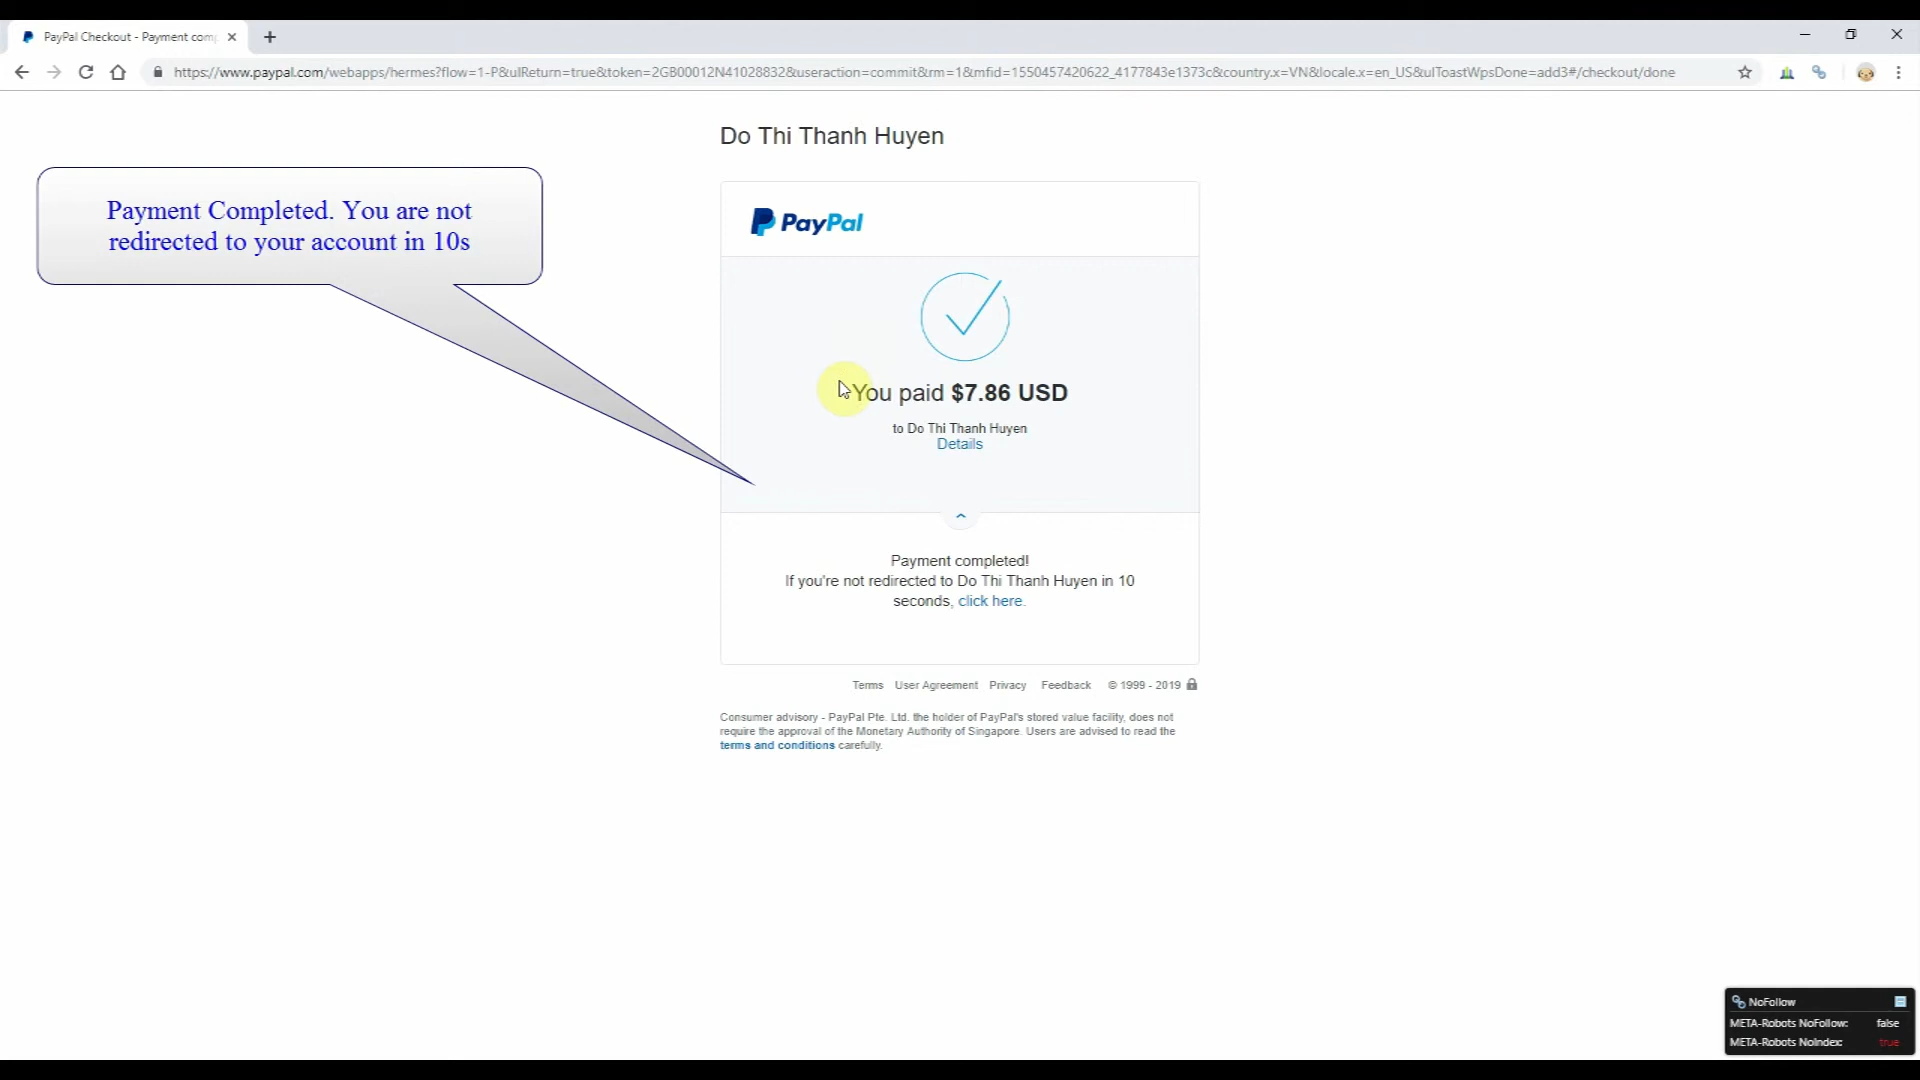 PayPal Checkout - Payment com
https://www.paypal.com/webapps/hermes?flow=1-P&ulReturn=true&token=2GB00012N41028832&useraction=commit&rm=1&mfid=1550457420622_4177843e1373c&country.x=VN&locale.x=en_US&ulToastWpsDone=add3#/checkout/done
Do Thi Thanh Huyen
Payment Completed. You are not
redirected to your account in 10s
PayPal
You paid $7.86 USD
to Do Thi Thanh Huyen
Details
Payment completed!
If you're not redirected to Do Thi Thanh Huyen in 10
seconds, click here.
Terms User Agreement Privacy Feedback © 1999 - 2019
Consumer advisory - PayPal Pte. Ltd. the holder of PayPal's stored value facility, does not
require the approval of the Monetary Authority of Singapore. Users are advised to read the
terms and conditions carefully.
NoFollow
META-Robots NoFollow: false
META-Robots NoIndex: true